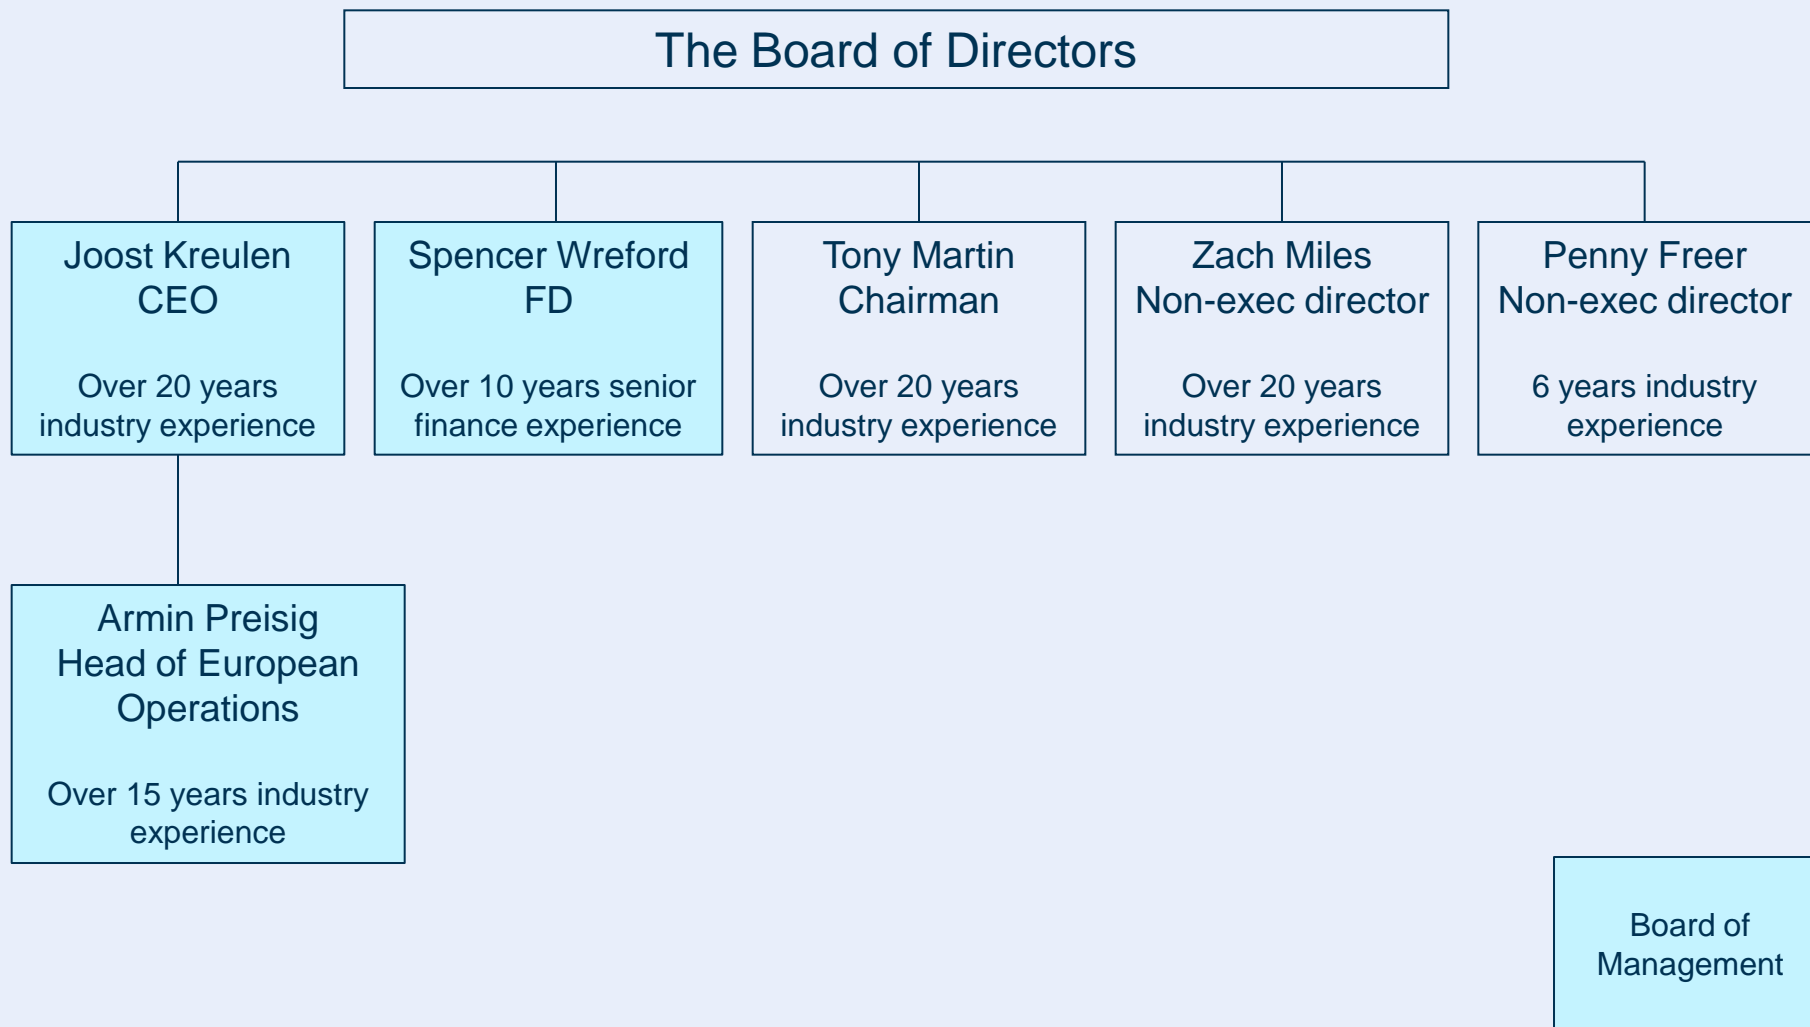 The Board of Directors
Joost Kreulen
CEO
Over 20 years
industry experience
Spencer Wreford
FD
Over 10 years senior
finance experience
Tony Martin
Chairman
Over 20 years
industry experience
Zach Miles
Non-exec director
Over 20 years
industry experience
Penny Freer
Non-exec director
6 years industry
experience
Armin Preisig
Head of European
Operations
Over 15 years industry
experience
Board of
Management